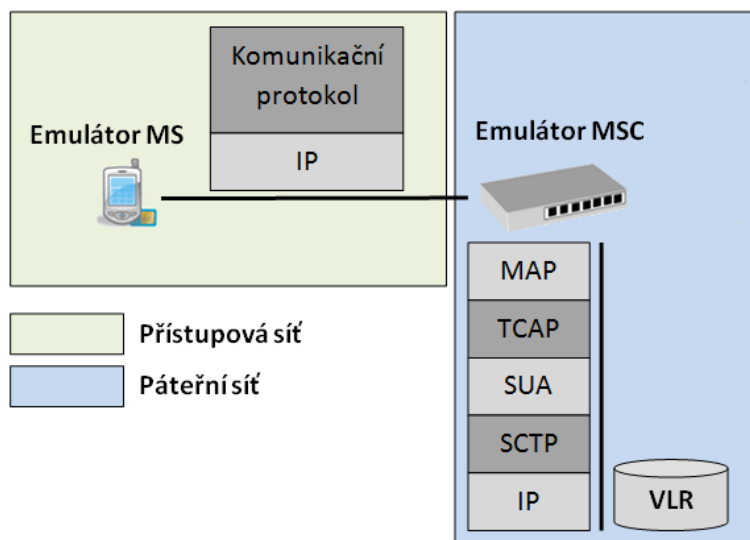 Komunikační
protokol
IP
Emulátor MS
Emulátor MSC
MAP
TCAP
SUA
SCTP
IP
VLR
Přístupová síť
Páteřní síť